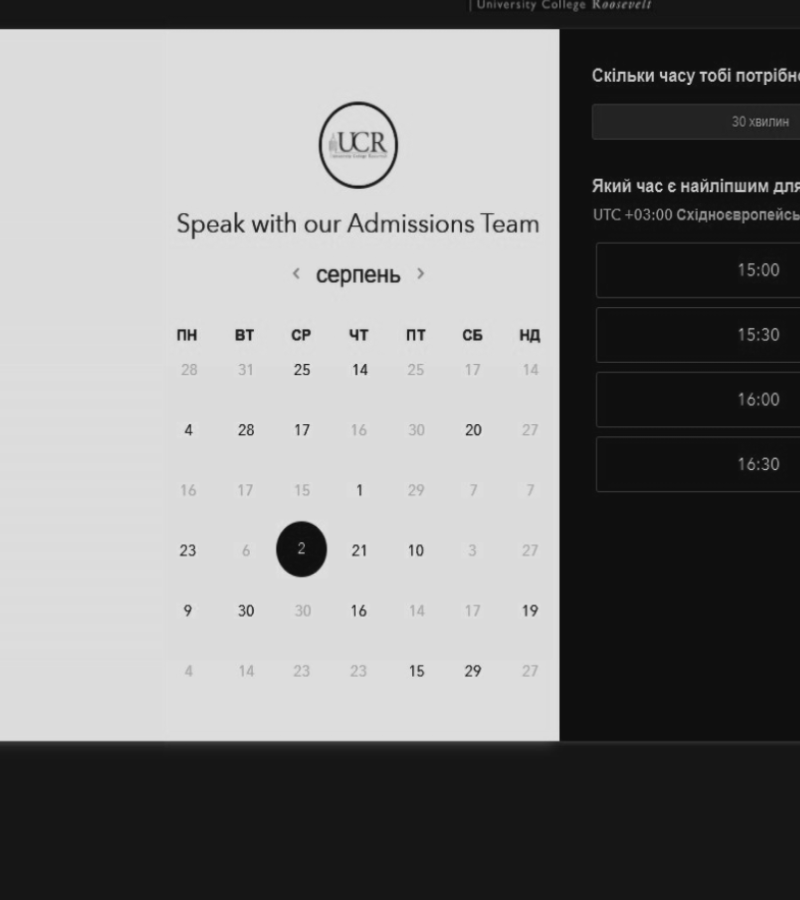 | University College Roosevelt
UCR
Speak with our Admissions Team
< серпень >
ПН ВТ СР ЧТ ПТ СБ НД
28 31 25 14 25 17 14
4 28 17 16 30 20 27
16 17 15 1 29 7 7
23 6 2 21 10 3 27
9 30 30 16 14 17 19
4 14 23 23 15 29 27
Скільки часу тобі потрібно
30 хвилин
Який час є найліпшим для
UTC +03:00 Східноєвропейсь
15:00
15:30
16:00
16:30